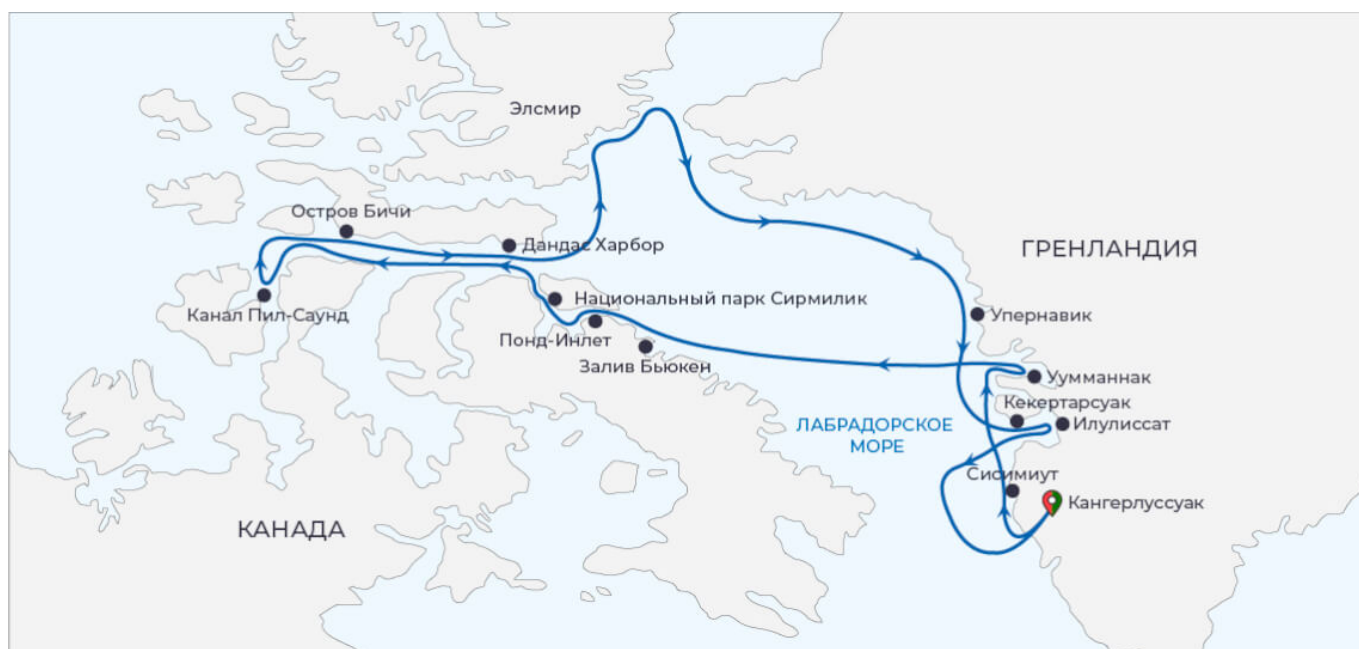 Элсмир
Остров Бичи
Дандас Харбор
ГРЕНЛАНДИЯ
Национальный парк Сирмилик
Канал Пил-Саунд
Упернавик
Понд-Инлет
Залив Бьюкен
Уумманнак
Кекертарсуак
ЛАБРАДОРСКОЕ
МОРЕ
Илулиссат
Сисимиут
Кангерлуссуак
КАНАДА